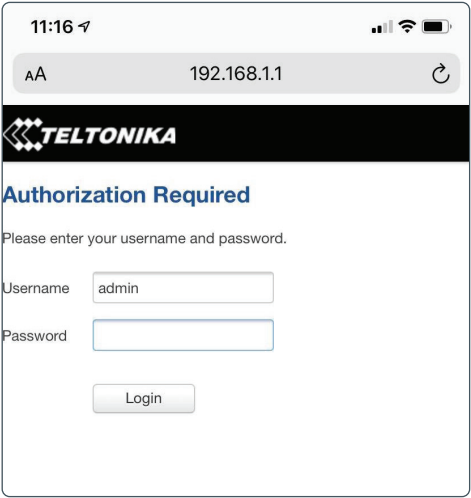 11:16
AA 192.168.1.1
TELTONIKA
Authorization Required
Please enter your username and password.
Username admin
Password
Login